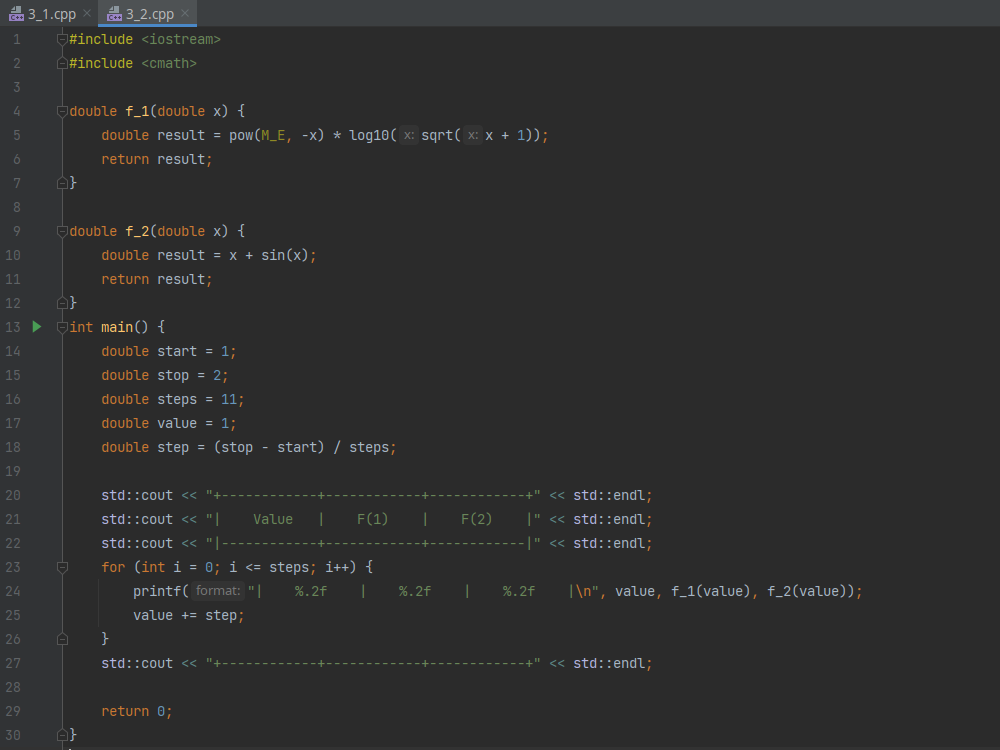 3_1.cpp 3_2.cpp
1 #include <iostream>
2 #include <cmath>
3
4 double f_1(double x) {
5     double result = pow(M_E, -x) * log10( x: sqrt( x: x + 1));
6     return result;
7 }
8
9 double f_2(double x) {
10     double result = x + sin(x);
11     return result;
12 }
13 int main() {
14     double start = 1;
15     double stop = 2;
16     double steps = 11;
17     double value = 1;
18     double step = (stop - start) / steps;
19
20     std::cout << "+------------+------------+------------+" << std::endl;
21     std::cout << "|    Value   |    F(1)    |    F(2)    |" << std::endl;
22     std::cout << "|------------+------------+------------|" << std::endl;
23     for (int i = 0; i <= steps; i++) {
24         printf( format: "|    %.2f    |    %.2f    |    %.2f    |\n", value, f_1(value), f_2(value));
25         value += step;
26     }
27     std::cout << "+------------+------------+------------+" << std::endl;
28
29     return 0;
30 }